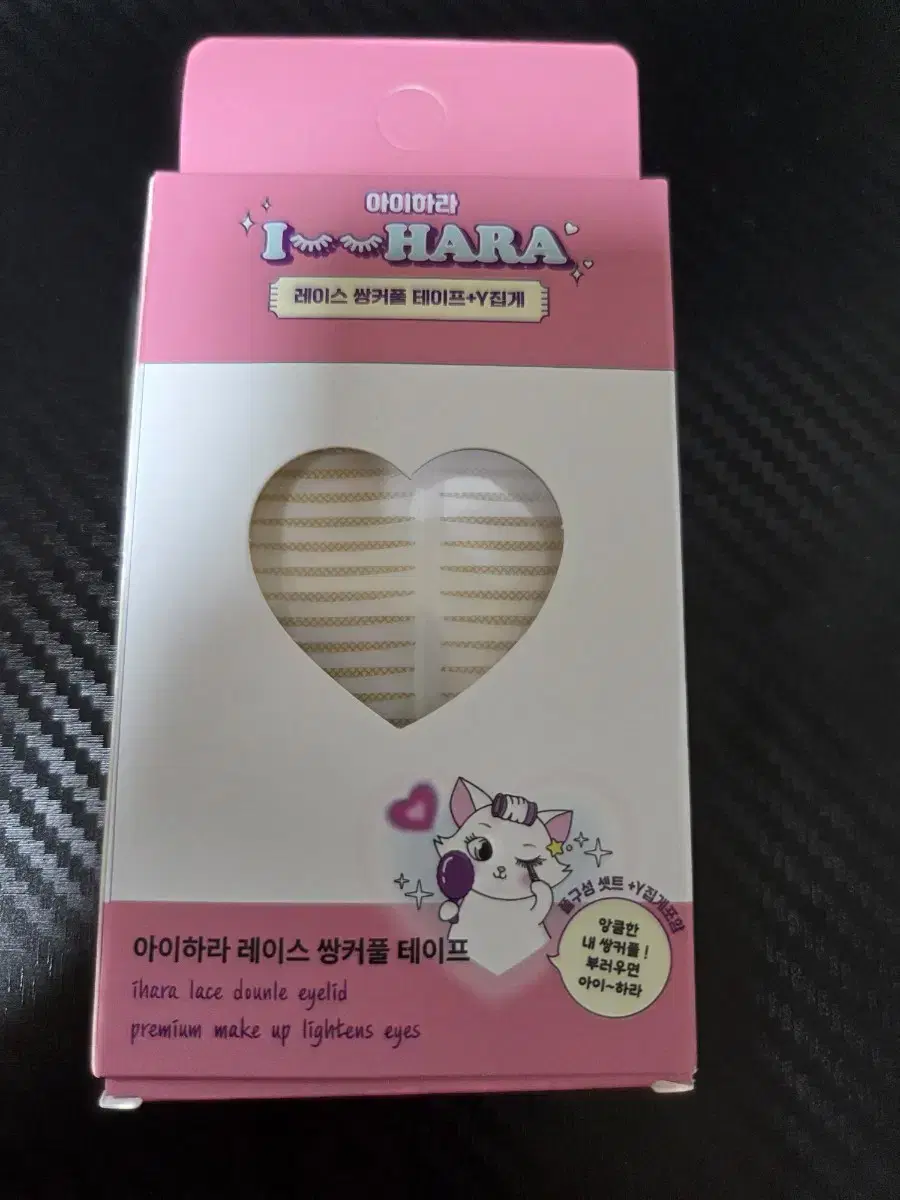 아이하라
I HARA
레이스 쌍커풀 테이프+Y집게
풀구성 셋트 +Y집게포함
앙큼한
내 쌍커풀 !
부러우면
아이~하라
아이하라 레이스 쌍커풀 테이프
ihara lace dounle eyelid
premium make up lightens eyes